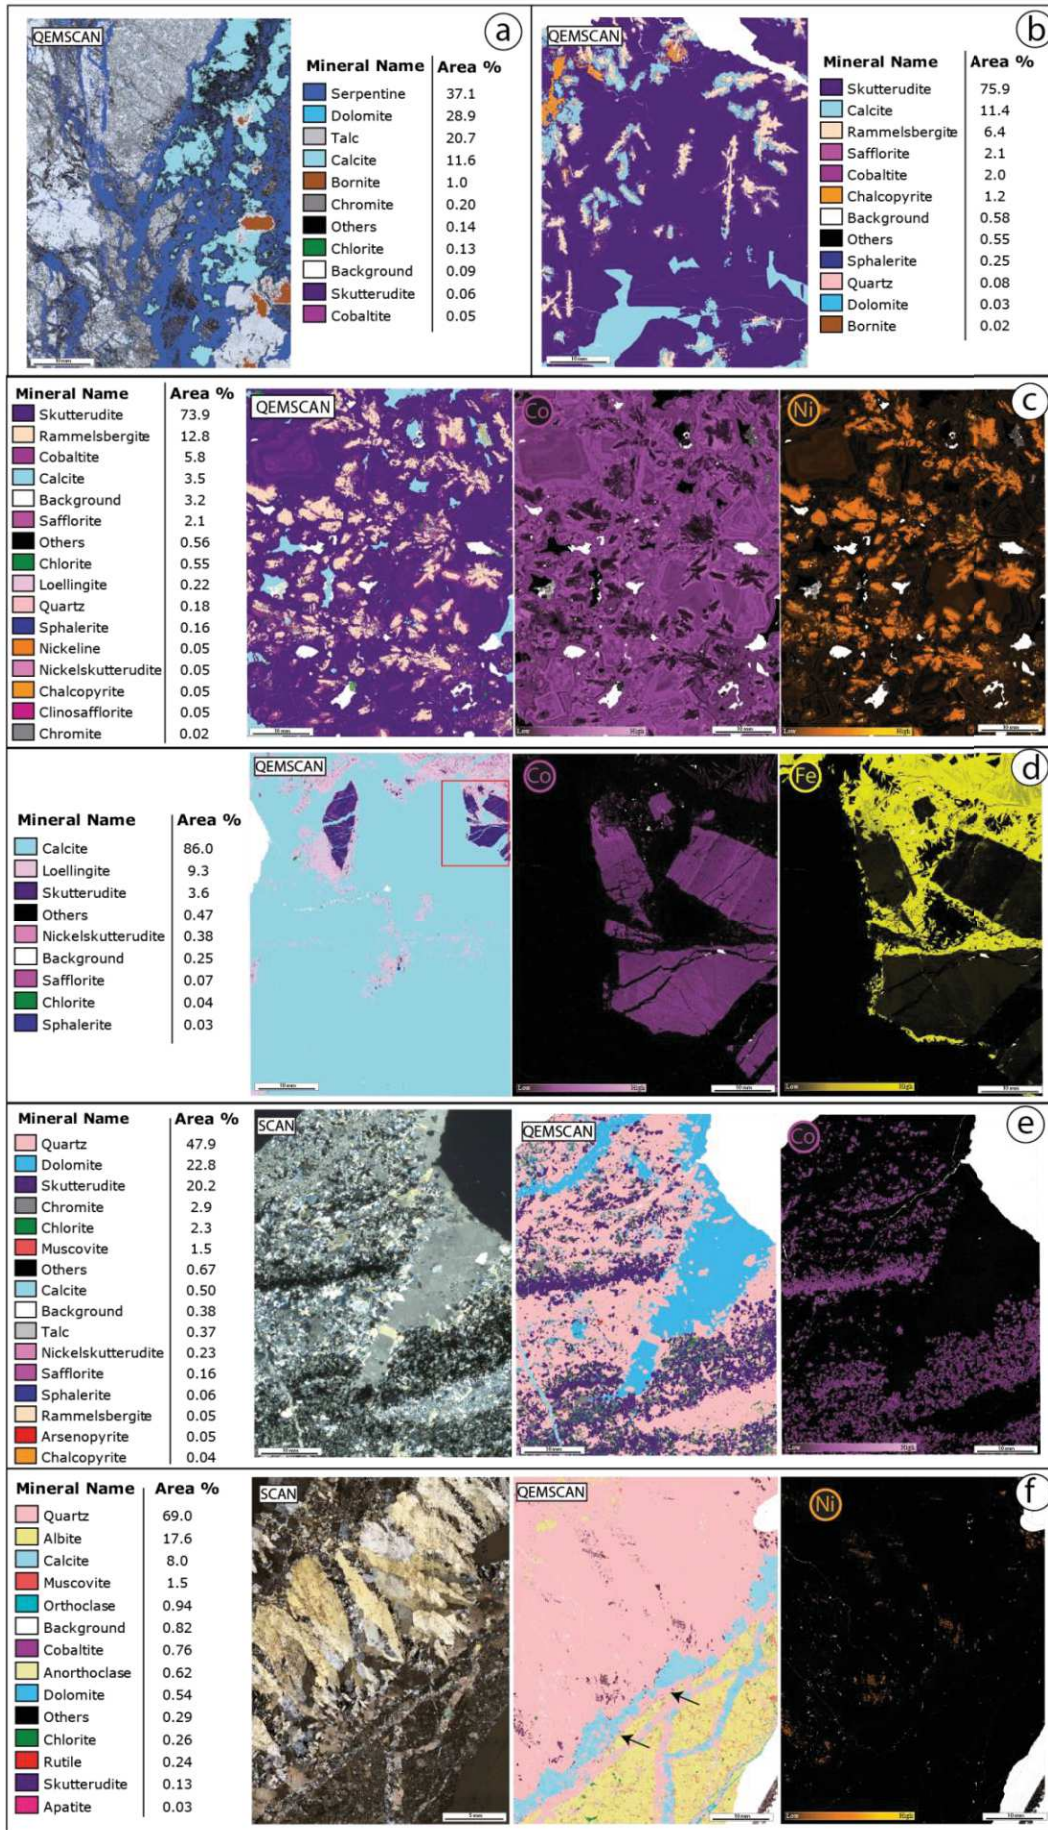 QEMSCAN
a
Mineral Name Area %
Serpentine 37.1
Dolomite 28.9
Talc 20.7
Calcite 11.6
Bornite 1.0
Chromite 0.20
Others 0.14
Chlorite 0.13
Background 0.09
Skutterudite 0.06
Cobaltite 0.05
QEMSCAN
b
Mineral Name Area %
Skutterudite 75.9
Calcite 11.4
Rammelsbergite 6.4
Safflorite 2.1
Cobaltite 2.0
Chalcopyrite 1.2
Background 0.58
Others 0.55
Sphalerite 0.25
Quartz 0.08
Dolomite 0.03
Bornite 0.02
Mineral Name Area %
Skutterudite 73.9
Rammelsbergite 12.8
Cobaltite 5.8
Calcite 3.5
Background 3.2
Safflorite 2.1
Others 0.56
Chlorite 0.55
Loellingite 0.22
Quartz 0.18
Sphalerite 0.16
Nickeline 0.05
Nickelskutterudite 0.05
Chalcopyrite 0.05
Clinosafflorite 0.05
Chromite 0.02
QEMSCAN
Co
Low High
Ni
Low High
c
Mineral Name Area %
Calcite 86.0
Loellingite 9.3
Skutterudite 3.6
Others 0.47
Nickelskutterudite 0.38
Background 0.25
Safflorite 0.07
Chlorite 0.04
Sphalerite 0.03
QEMSCAN
Co
Low High
Fe
Low High
d
Mineral Name Area %
Quartz 47.9
Dolomite 22.8
Skutterudite 20.2
Chromite 2.9
Chlorite 2.3
Muscovite 1.5
Others 0.67
Calcite 0.50
Background 0.38
Talc 0.37
Nickelskutterudite 0.23
Safflorite 0.16
Sphalerite 0.06
Rammelsbergite 0.05
Arsenopyrite 0.05
Chalcopyrite 0.04
SCAN
QEMSCAN
Co
Low High
e
Mineral Name Area %
Quartz 69.0
Albite 17.6
Calcite 8.0
Muscovite 1.5
Orthoclase 0.94
Background 0.82
Cobaltite 0.76
Anorthoclase 0.62
Dolomite 0.54
Others 0.29
Chlorite 0.26
Rutile 0.24
Skutterudite 0.13
Apatite 0.03
SCAN
QEMSCAN
Ni
Low High
f